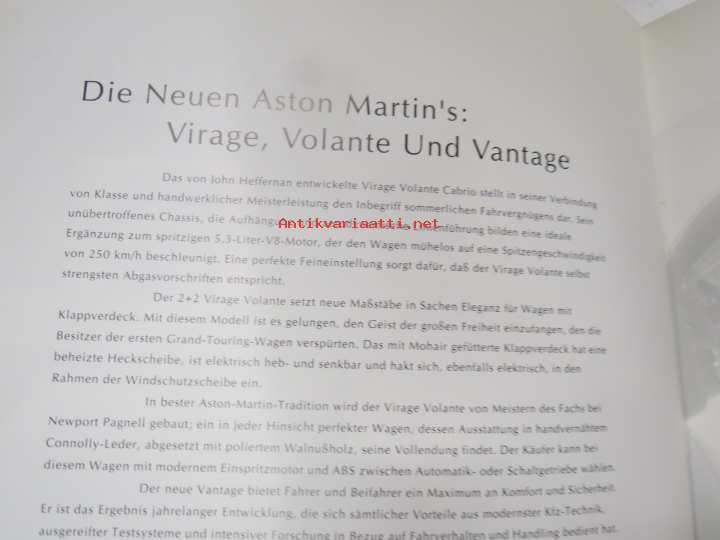 Die Neuen Aston Martin's:
Virage, Volante Und Vantage
Das von John Heffernan entwickelte Virage Volante Cabrio stellt in seiner Verbindung
von Klasse und handwerklicher Meisterleistung den Inbegriff sommerlichen Fahrvergnügens dar. Sein
unübertroffenes Chassis, die Aufhängung bilden eine ideale
Antikvariaatti.net
Ergänzung zum spritzigen 5,3-Liter-V8-Motor, der den Wagen mühelos auf eine Spitzengeschwindigkeit
von 250 km/h beschleunigt. Eine perfekte Feineinstellung sorgt dafür, daß der Virage Volante selbst
strengsten Abgasvorschriften entspricht.
Der 2+2 Virage Volante setzt neue Maßstäbe in Sachen Eleganz für Wagen mit
Klappverdeck. Mit diesem Modell ist es gelungen, den Geist der großen Freiheit einzufangen, den die
Besitzer der ersten Grand-Touring-Wagen verspürten. Das mit Mohair gefütterte Klappverdeck hat eine
beheizte Heckscheibe, ist elektrisch heb- und senkbar und hakt sich, ebenfalls elektrisch, in den
Rahmen der Windschutzscheibe ein.
In bester Aston-Martin-Tradition wird der Virage Volante von Meistern des Fachs bei
Newport Pagnell gebaut; ein in jeder Hinsicht perfekter Wagen, dessen Ausstattung in handvernähtem
Connolly-Leder, abgesetzt mit poliertem Walnußholz, seine Vollendung findet. Der Käufer kann bei
diesem Wagen mit modernem Einspritzmotor und ABS zwischen Automatik- oder Schaltgetriebe wählen.
Der neue Vantage bietet Fahrer und Beifahrer ein Maximum an Komfort und Sicherheit.
Er ist das Ergebnis jahrelanger Entwicklung, die sich sämtlicher Vorteile aus modernster Kfz-Technik,
ausgereifter Testsysteme und intensiver Forschung in Bezug auf Fahrverhalten und Handling bedient hat.